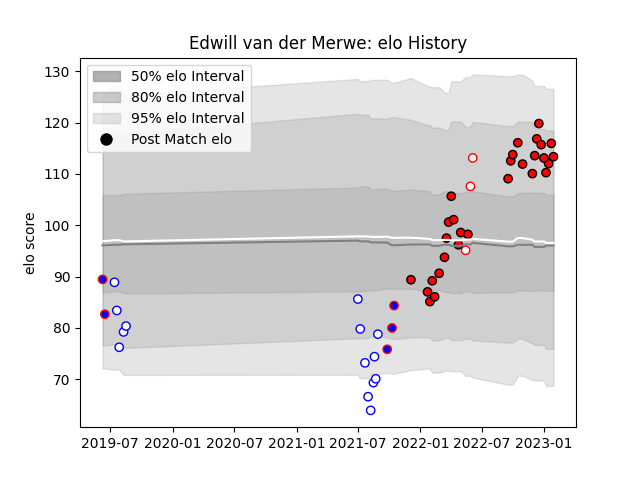 Edwill van der Merwe: elo History
130
120
110
100
90
80
70
elo score
50% elo Interval
80% elo Interval
95% elo Interval
Post Match elo
2019-07 2020-01 2020-07 2021-01 2021-07 2022-01 2022-07 2023-01